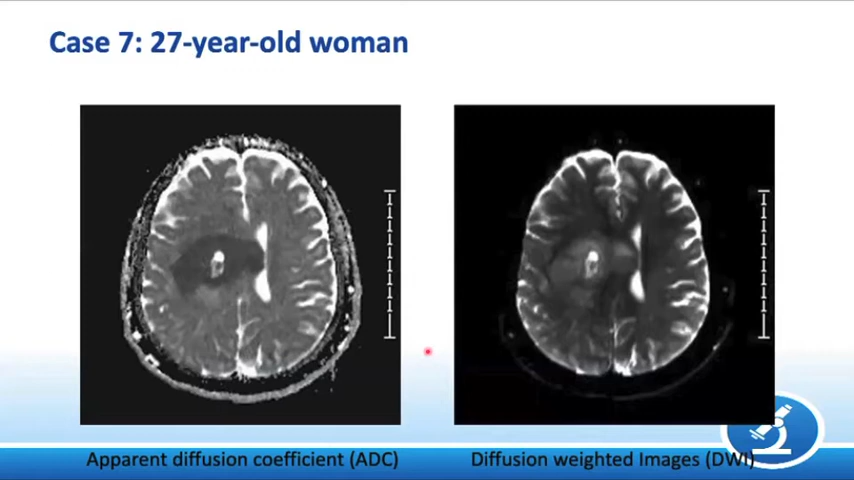 Case 7: 27-year-old woman
Apparent diffusion coefficient (ADC)
Diffusion weighted Images (DWI)